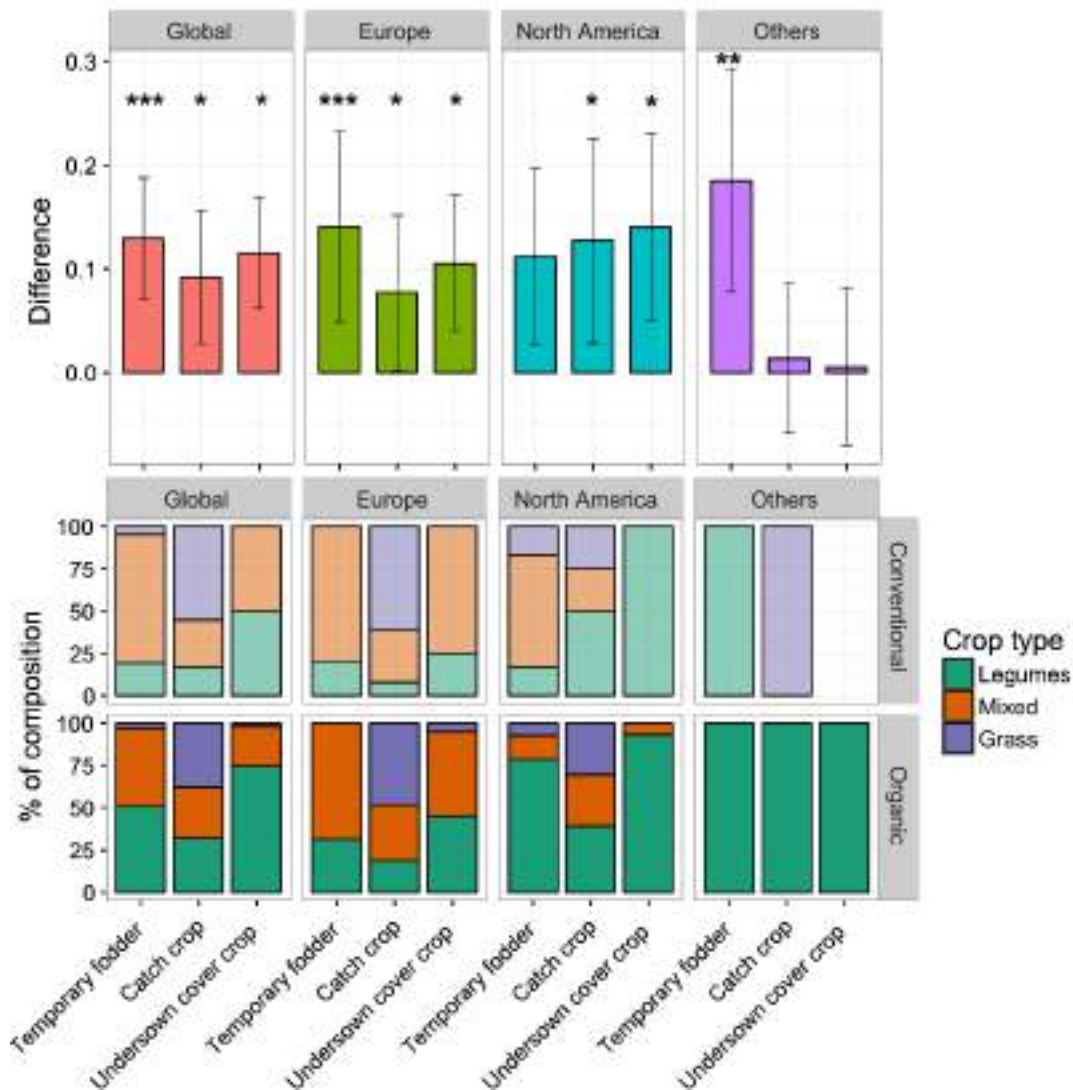 Global Europe North America Others
Difference
0.3
0.2
0.1
0.0
*** * * *** * * * * **
Global Europe North America Others
% of composition
100
75
50
25
0
Conventional
100
75
50
25
0
Organic
Temporary fodder
Catch crop
Undersown cover crop
Temporary fodder
Catch crop
Undersown cover crop
Temporary fodder
Catch crop
Undersown cover crop
Temporary fodder
Catch crop
Undersown cover crop
Crop type
Legumes
Mixed
Grass